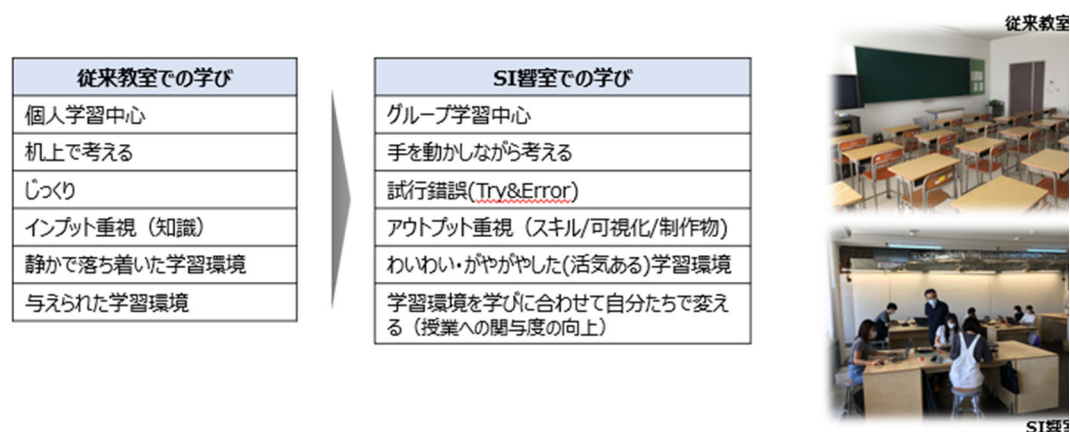 従来教室
従来教室での学び
個人学習中心
机上で考える
じっくり
インプット重視（知識）
静かで落ち着いた学習環境
与えられた学習環境
SI響室での学び
グループ学習中心
手を動かしながら考える
試行錯誤(Try&Error)
アウトプット重視（スキル/可視化/制作物)
わいわい・がやがやした(活気ある)学習環境
学習環境を学びに合わせて自分たちで変え
る（授業への関与度の向上）
SI響室